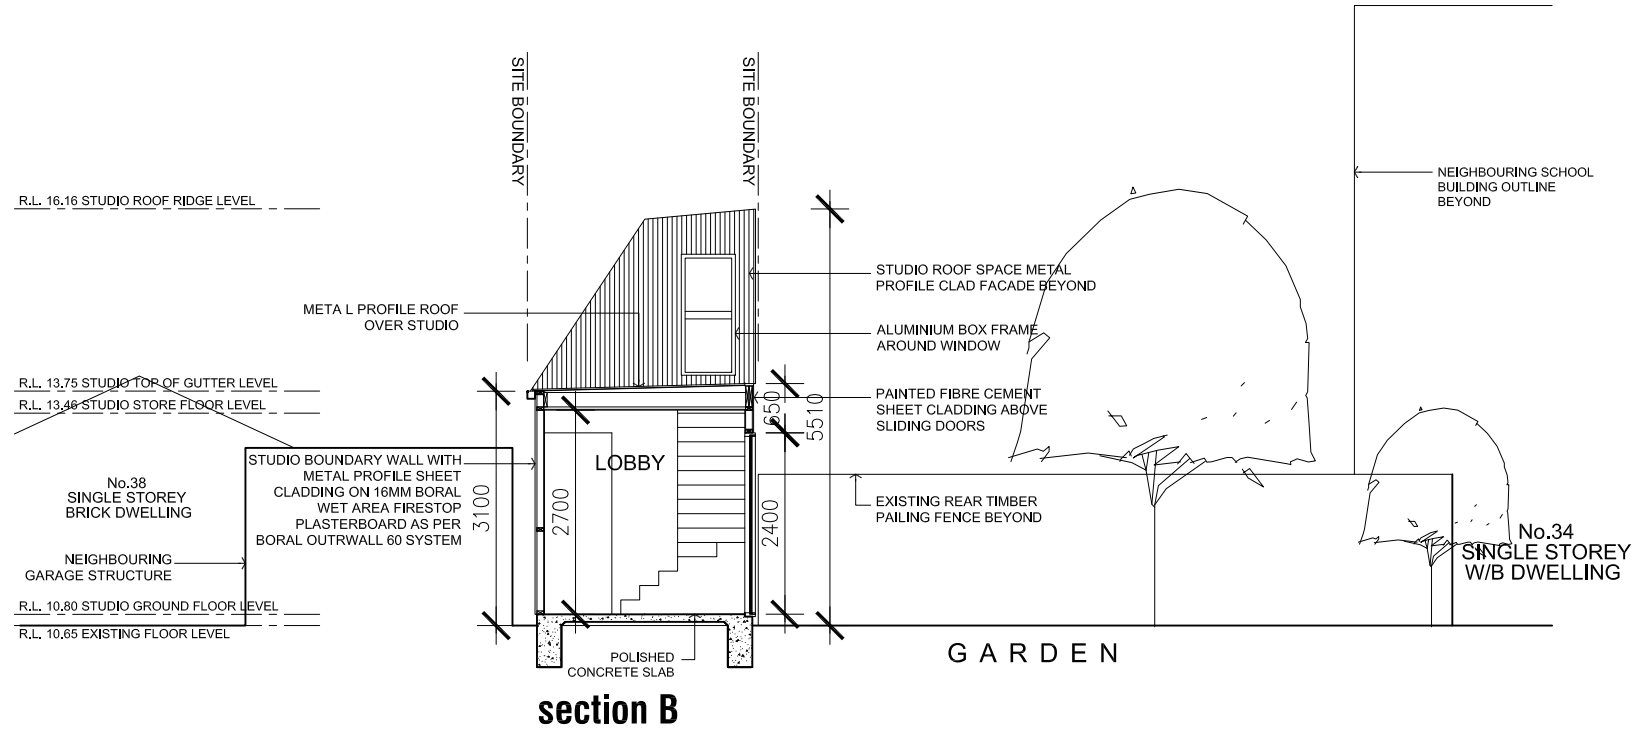 SITE BOUNDARY
SITE BOUNDARY
NEIGHBOURING SCHOOL
BUILDING OUTLINE
BEYOND
R.L. 16.16 STUDIO ROOF RIDGE LEVEL
STUDIO ROOF SPACE METAL
PROFILE CLAD FACADE BEYOND
META L PROFILE ROOF
OVER STUDIO
ALUMINIUM BOX FRAME
AROUND WINDOW
R.L. 13.75 STUDIO TOP OF GUTTER LEVEL
R.L. 13.46 STUDIO STORE FLOOR LEVEL
PAINTED FIBRE CEMENT
SHEET CLADDING ABOVE
SLIDING DOORS
650
5510
STUDIO BOUNDARY WALL WITH
METAL PROFILE SHEET
CLADDING ON 16MM BORAL
WET AREA FIRESTOP
PLASTERBOARD AS PER
BORAL OUTRWALL 60 SYSTEM
LOBBY
No.38
SINGLE STOREY
BRICK DWELLING
3100
2700
2400
EXISTING REAR TIMBER
PAILING FENCE BEYOND
No.34
SINGLE STOREY
W/B DWELLING
NEIGHBOURING
GARAGE STRUCTURE
R.L. 10.80 STUDIO GROUND FLOOR LEVEL
R.L. 10.65 EXISTING FLOOR LEVEL
POLISHED
CONCRETE SLAB
GARDEN
section B